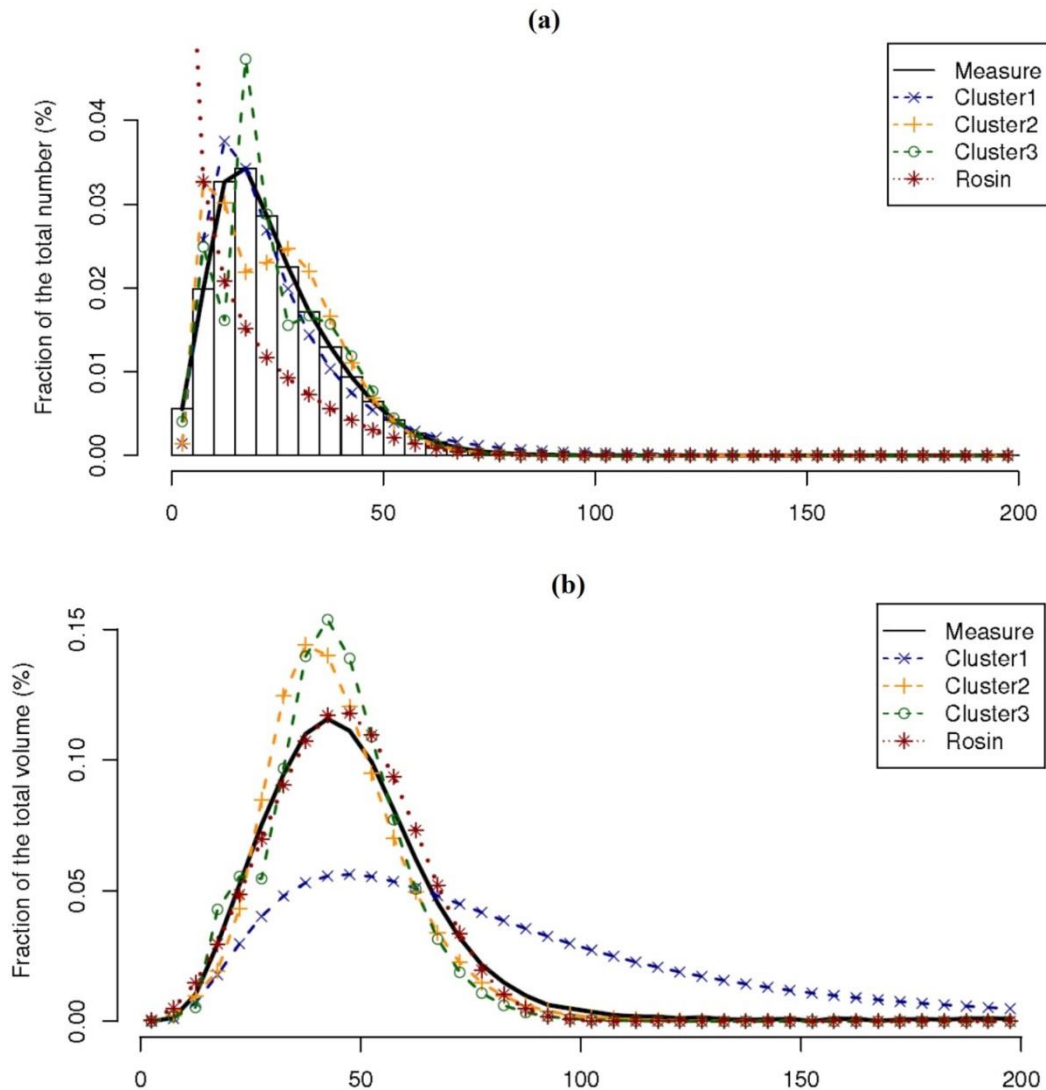 (a)
Fraction of the total number (%)
0.00 0.01 0.02 0.03 0.04
Measure
Cluster1
Cluster2
Cluster3
Rosin
0 50 100 150 200
(b)
Fraction of the total volume (%)
0.00 0.05 0.10 0.15
Measure
Cluster1
Cluster2
Cluster3
Rosin
0 50 100 150 200